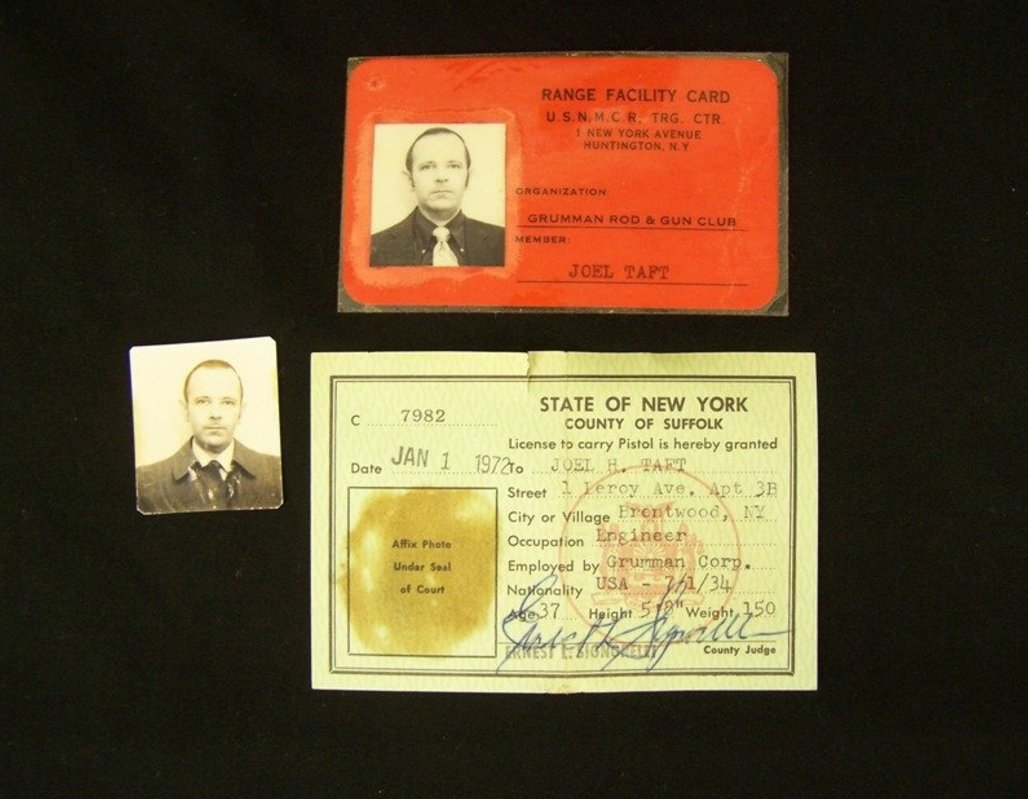 RANGE FACILITY CARD
U.S.N.M.C.R. TRG. CTR.
1 NEW YORK AVENUE
HUNTINGTON, N.Y
ORGANIZATION
GRUMMAN ROD & GUN CLUB
MEMBER:
JOEL TAFT
STATE OF NEW YORK
COUNTY OF SUFFOLK
C 7982
License to carry Pistol is hereby granted
Date JAN 1 1972 To JOEL H. TAFT
Street 1 Leroy Ave. Apt 3B
City or Village Brentwood, NY
Occupation Engineer
Employed by Grumman Corp.
Nationality USA - 7/1/34
Age 37 Height 5'8" Weight 150
ERNEST L. SIGNORELLI County Judge
Affix Photo
Under Seal
of Court